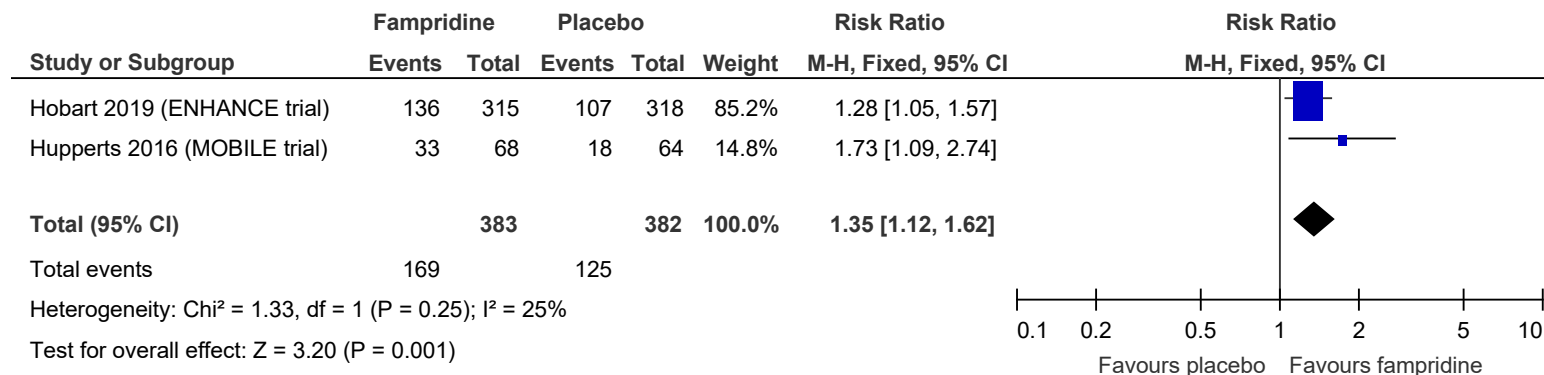 Fampridine Placebo Risk Ratio Risk Ratio
Study or Subgroup Events Total Events Total Weight M-H, Fixed, 95% CI M-H, Fixed, 95% CI
Hobart 2019 (ENHANCE trial) 136 315 107 318 85.2% 1.28 [1.05, 1.57]
Hupperts 2016 (MOBILE trial) 33 68 18 64 14.8% 1.73 [1.09, 2.74]
Total (95% CI) 383 382 100.0% 1.35 [1.12, 1.62]
Total events 169 125
Heterogeneity: Chi² = 1.33, df = 1 (P = 0.25); I² = 25%
Test for overall effect: Z = 3.20 (P = 0.001)
0.1 0.2 0.5 1 2 5 10
Favours placebo Favours fampridine